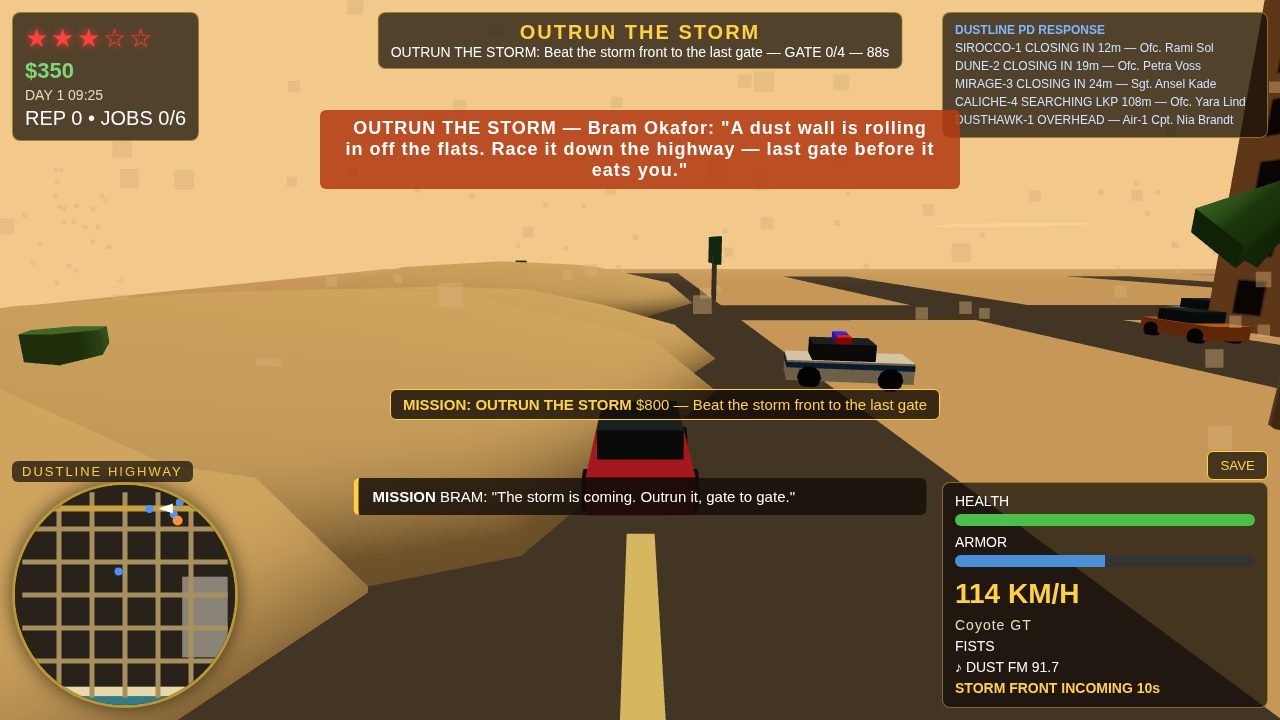 ★★★☆☆
$350
DAY 1 09:25
REP 0 • JOBS 0/6
OUTRUN THE STORM
OUTRUN THE STORM: Beat the storm front to the last gate — GATE 0/4 — 88s
DUSTLINE PD RESPONSE
SIROCCO-1 CLOSING IN 12m — Ofc. Rami Sol
DUNE-2 CLOSING IN 19m — Ofc. Petra Voss
MIRAGE-3 CLOSING IN 24m — Sgt. Ansel Kade
CALICHE-4 SEARCHING LKP 108m — Ofc. Yara Lind
DUSTHAWK-1 OVERHEAD — Air-1 Cpt. Nia Brandt
OUTRUN THE STORM — Bram Okafor: "A dust wall is rolling
in off the flats. Race it down the highway — last gate before it
eats you."
MISSION: OUTRUN THE STORM $800 — Beat the storm front to the last gate
MISSION BRAM: "The storm is coming. Outrun it, gate to gate."
DUSTLINE HIGHWAY
SAVE
HEALTH
ARMOR
114 KM/H
Coyote GT
FISTS
♪ DUST FM 91.7
STORM FRONT INCOMING 10s